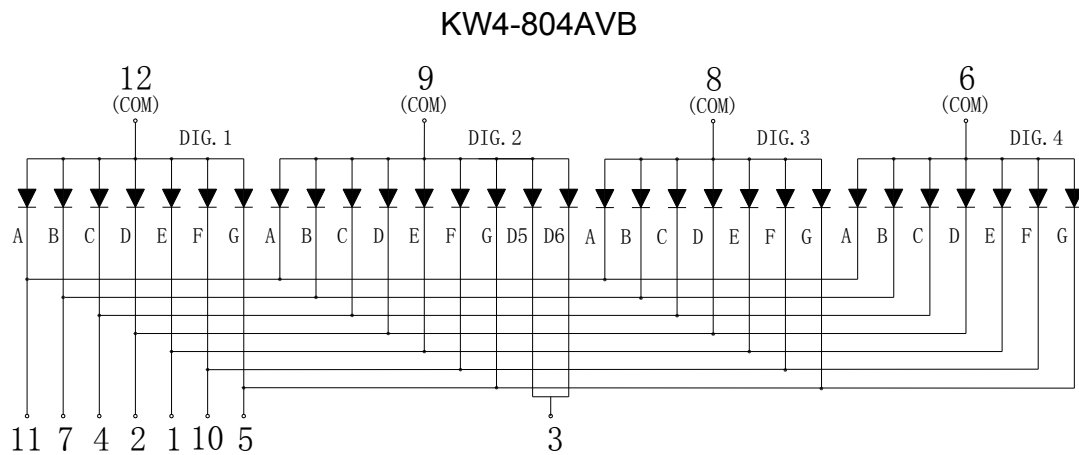 KW4-804AVB
12 9 8 6
(COM) (COM) (COM) (COM)
DIG.1 DIG.2 DIG.3 DIG.4
A B C D E F G A B C D E F G D5 D6 A B C D E F G A B C D E F G
11 7 4 2 1 10 5 3